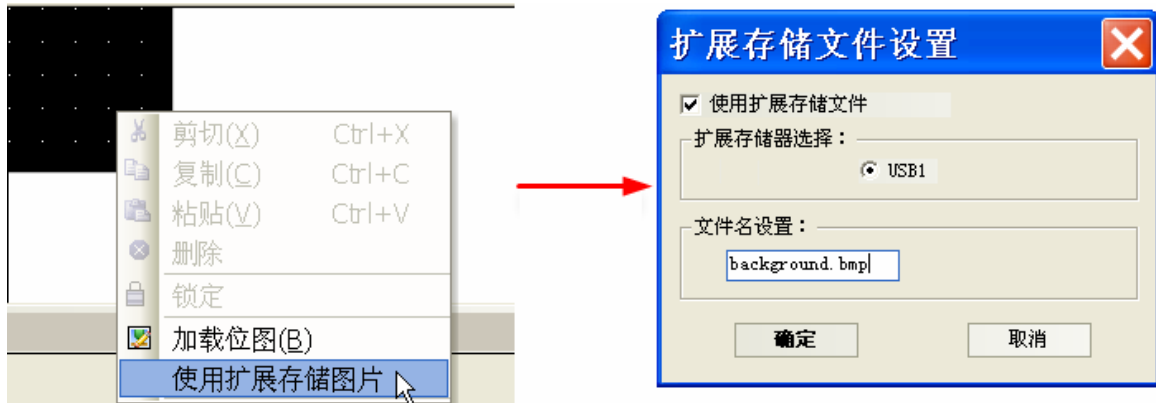 剪切(X) Ctrl+X
复制(C) Ctrl+C
粘贴(V) Ctrl+V
删除
锁定
加载位图(B)
使用扩展存储图片
扩展存储文件设置
使用扩展存储文件
扩展存储器选择：
USB1
文件名设置：
background.bmp
确定 取消